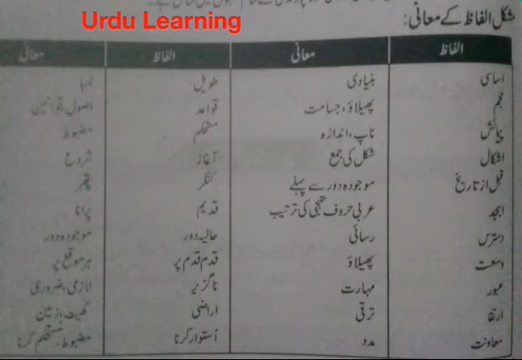 Urdu Learning
مشکل الفاظ کے معانی:
الفاظ معانی الفاظ معانی
اساسی بنیادی طویل لمبا
حجم پھیلاؤ، جسامت قواعد اصول، قوانین
پیمائش ناپ، اندازہ مستحکم مضبوط
اشکال شکل کی جمع آغاز شروع
قبل از تاریخ موجودہ دور سے پہلے کنکر پتھر
ابجد عربی حروف تہجی کی ترتیب قدیم پرانا
دسترس رسائی حالیہ دور موجودہ دور
وسعت پھیلاؤ قدم قدم پر ہر موقع پر
عبور مہارت ناگزیر لازمی، ضروری
ارتقا ترقی اراضی کھیت یا زمین
معاونت مدد اُستوار کرنا مضبوط، مستحکم کرنا